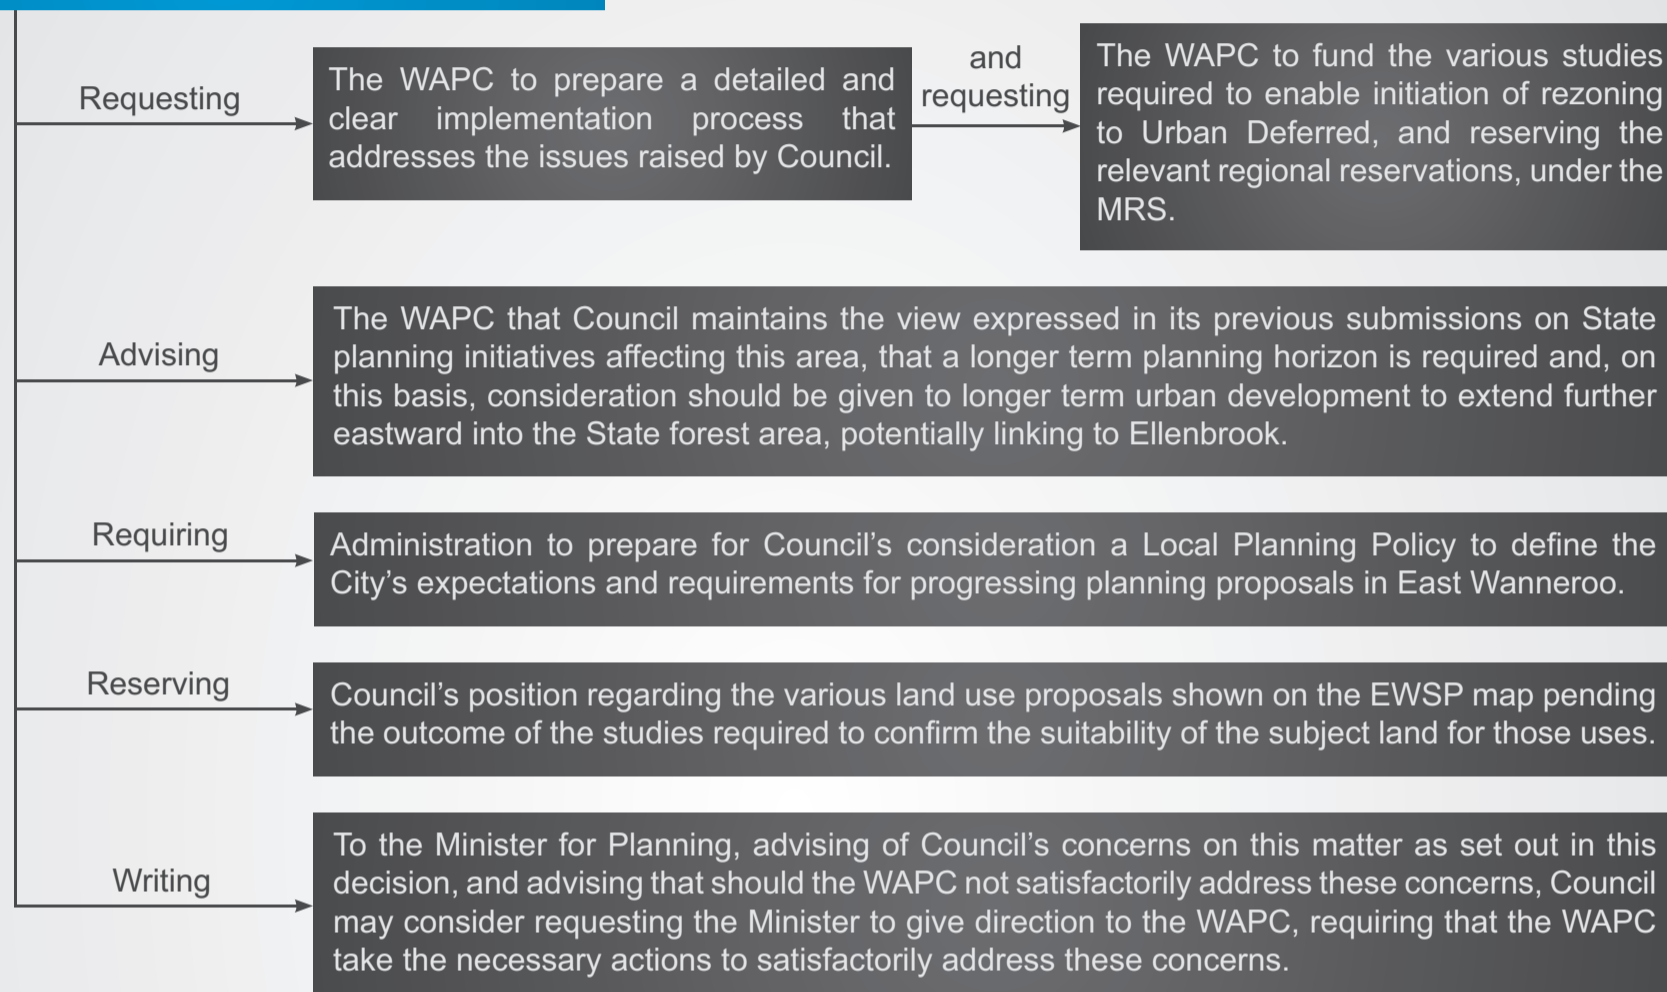 Requesting
The WAPC to prepare a detailed and
clear implementation process that
addresses the issues raised by Council.
and
requesting
The WAPC to fund the various studies
required to enable initiation of rezoning
to Urban Deferred, and reserving the
relevant regional reservations, under the
MRS.
Advising
The WAPC that Council maintains the view expressed in its previous submissions on State
planning initiatives affecting this area, that a longer term planning horizon is required and, on
this basis, consideration should be given to longer term urban development to extend further
eastward into the State forest area, potentially linking to Ellenbrook.
Requiring
Administration to prepare for Council’s consideration a Local Planning Policy to define the
City’s expectations and requirements for progressing planning proposals in East Wanneroo.
Reserving
Council’s position regarding the various land use proposals shown on the EWSP map pending
the outcome of the studies required to confirm the suitability of the subject land for those uses.
Writing
To the Minister for Planning, advising of Council’s concerns on this matter as set out in this
decision, and advising that should the WAPC not satisfactorily address these concerns, Council
may consider requesting the Minister to give direction to the WAPC, requiring that the WAPC
take the necessary actions to satisfactorily address these concerns.